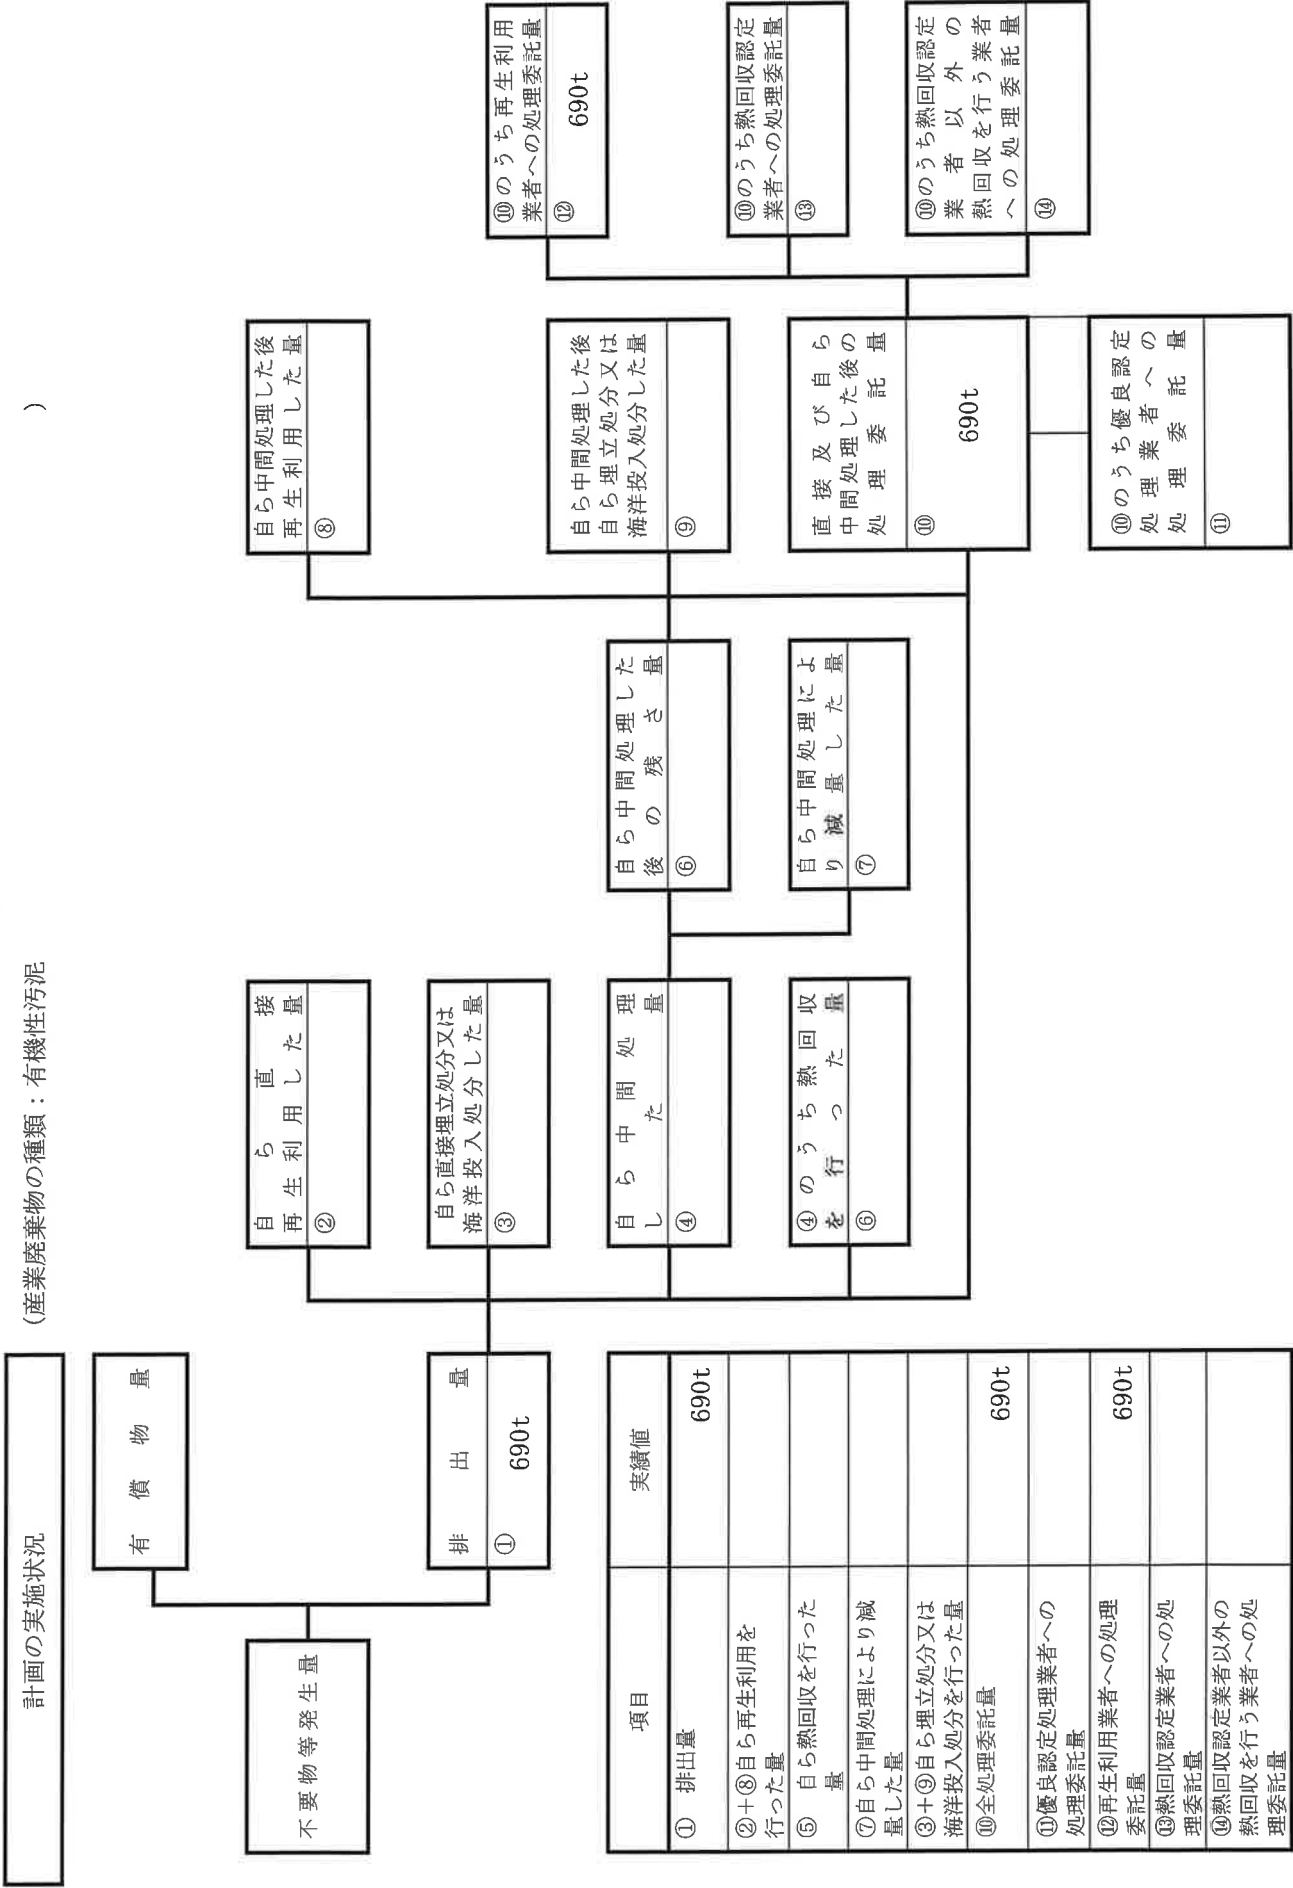 計画の実施状況
(産業廃棄物の種類：有機性汚泥
)
有償物量
不要物等発生量
排出量
①
690t
自ら直接
再生利用した量
②
自ら直接埋立処分又は
海洋投入処分した量
③
自ら中間処理
した量
④
④のうち熱回収
を行った量
⑥
自ら中間処理した
後の残さ量
⑥
自ら中間処理によ
り減量した量
⑦
自ら中間処理した後
再生利用した量
⑧
自ら中間処理した後
自ら埋立処分又は
海洋投入処分した量
⑨
直接及び自ら
中間処理した後の
処理委託量
⑩
690t
⑩のうち優良認定
処理業者への
処理委託量
⑪
⑩のうち再生利用
業者への処理委託量
⑫
690t
⑩のうち熱回収認定
業者への処理委託量
⑬
⑩のうち熱回収認定
業者以外の
熱回収を行う業者
への処理委託量
⑭
項目
実績値
① 排出量
690t
②＋⑧自ら再生利用を
行った量
⑤ 自ら熱回収を行った
量
⑦自ら中間処理により減
量した量
③＋⑨自ら埋立処分又は
海洋投入処分を行った量
⑩全処理委託量
690t
⑪優良認定処理業者への
処理委託量
⑫再生利用業者への処理
委託量
690t
⑬熱回収認定業者への処
理委託量
⑭熱回収認定業者以外の
熱回収を行う業者への処
理委託量